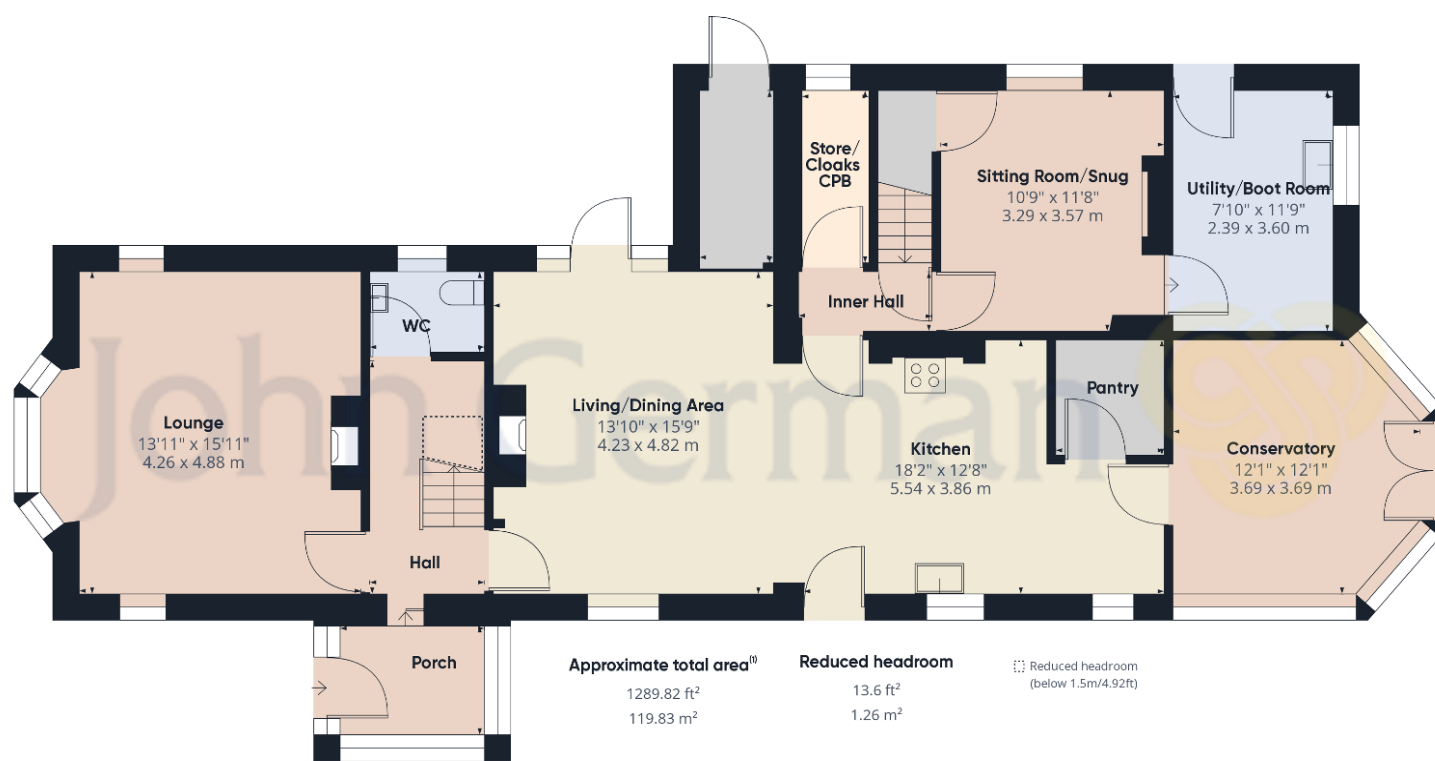 Store/
Cloaks
CPB
Sitting Room/Snug
10'9" x 11'8"
3.29 x 3.57 m
Utility/Boot Room
7'10" x 11'9"
2.39 x 3.60 m
Inner Hall
WC
Lounge
13'11" x 15'11"
4.26 x 4.88 m
Living/Dining Area
13'10" x 15'9"
4.23 x 4.82 m
Pantry
Kitchen
18'2" x 12'8"
5.54 x 3.86 m
Conservatory
12'1" x 12'1"
3.69 x 3.69 m
Hall
Porch
John German
Approximate total area(1)
1289.82 ft²
119.83 m²
Reduced headroom
13.6 ft²
1.26 m²
Reduced headroom
(below 1.5m/4.92ft)